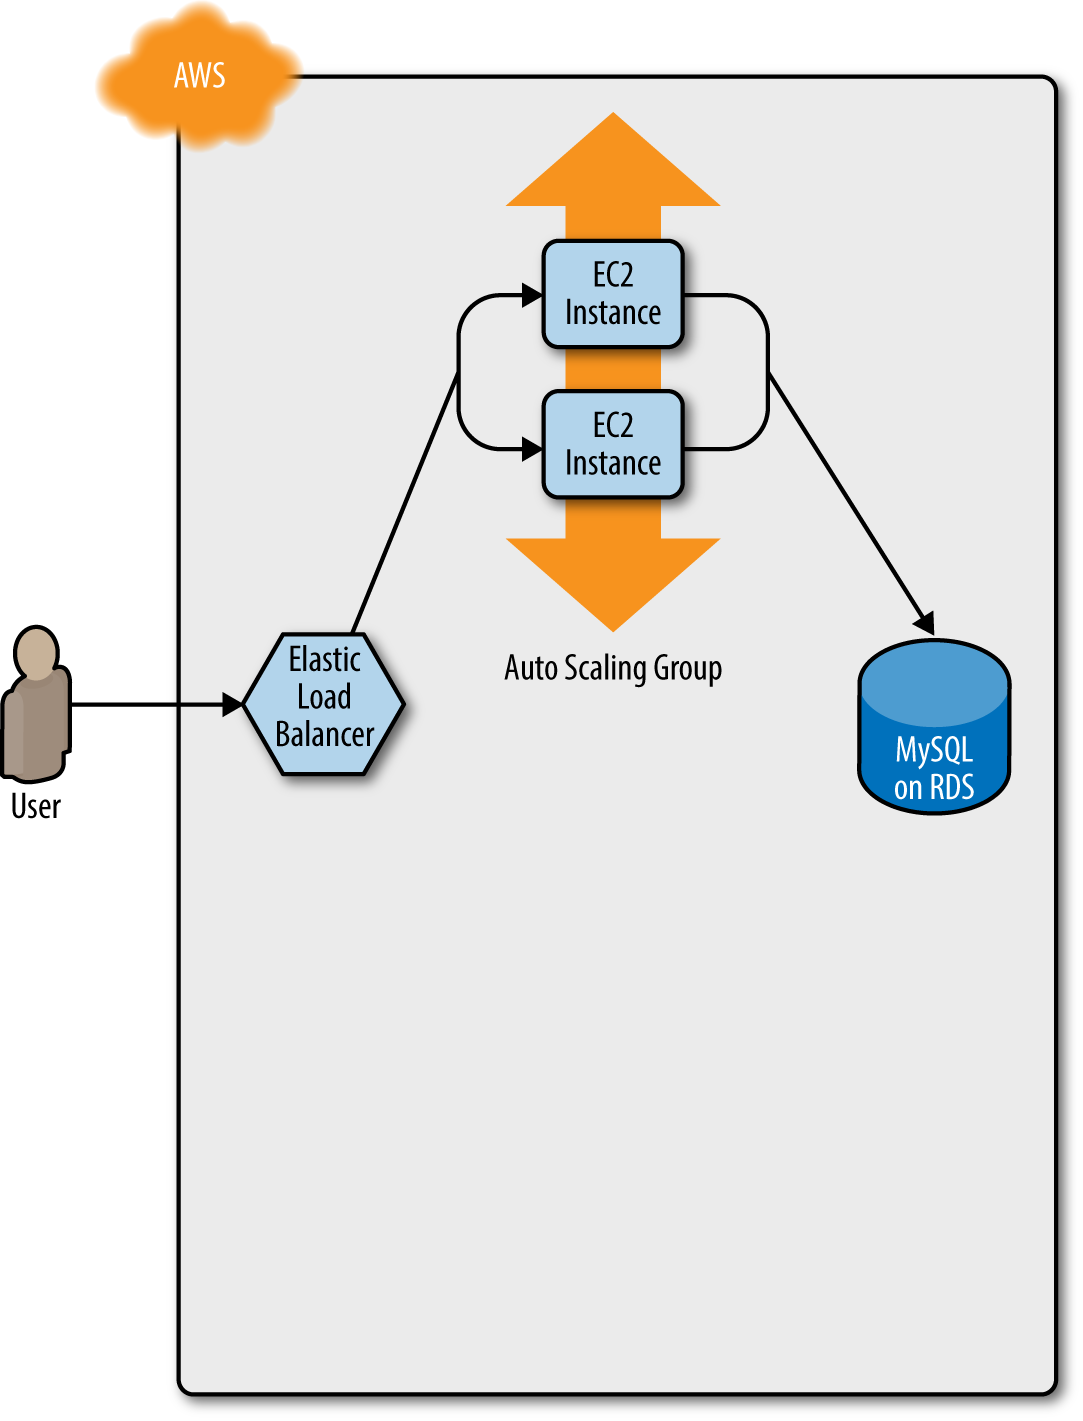 AWS
EC2
Instance
EC2
Instance
Auto Scaling Group
Elastic
Load
Balancer
User
MySQL
on RDS